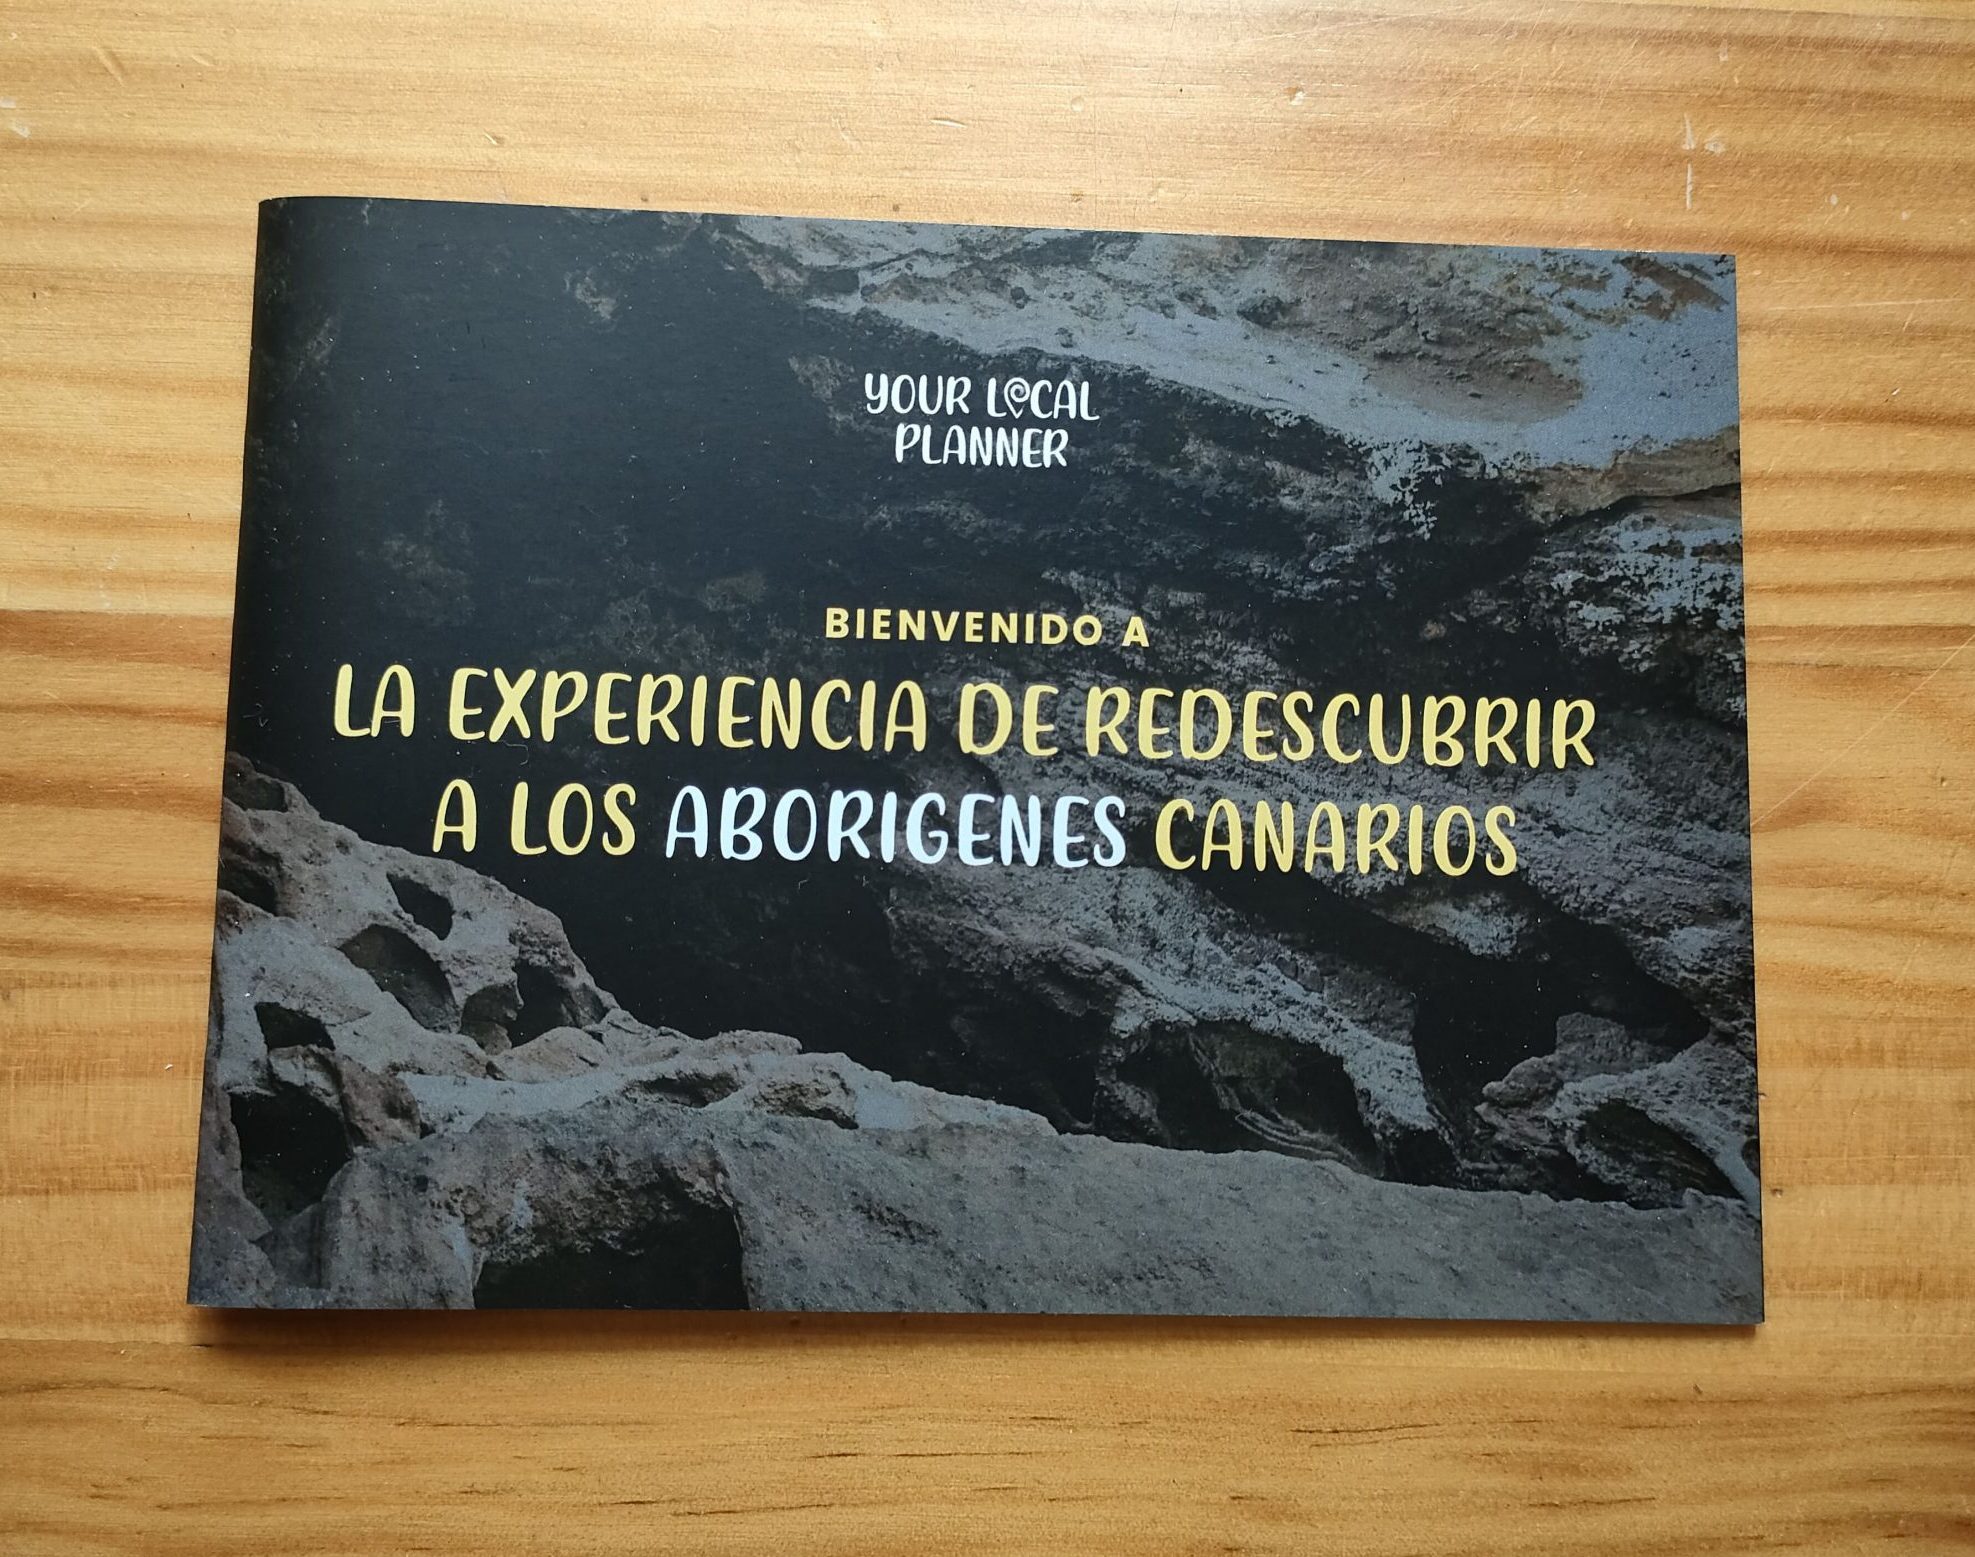 YOUR LOCAL
PLANNER
BIENVENIDO A
LA EXPERIENCIA DE REDESCUBRIR
A LOS ABORIGENES CANARIOS